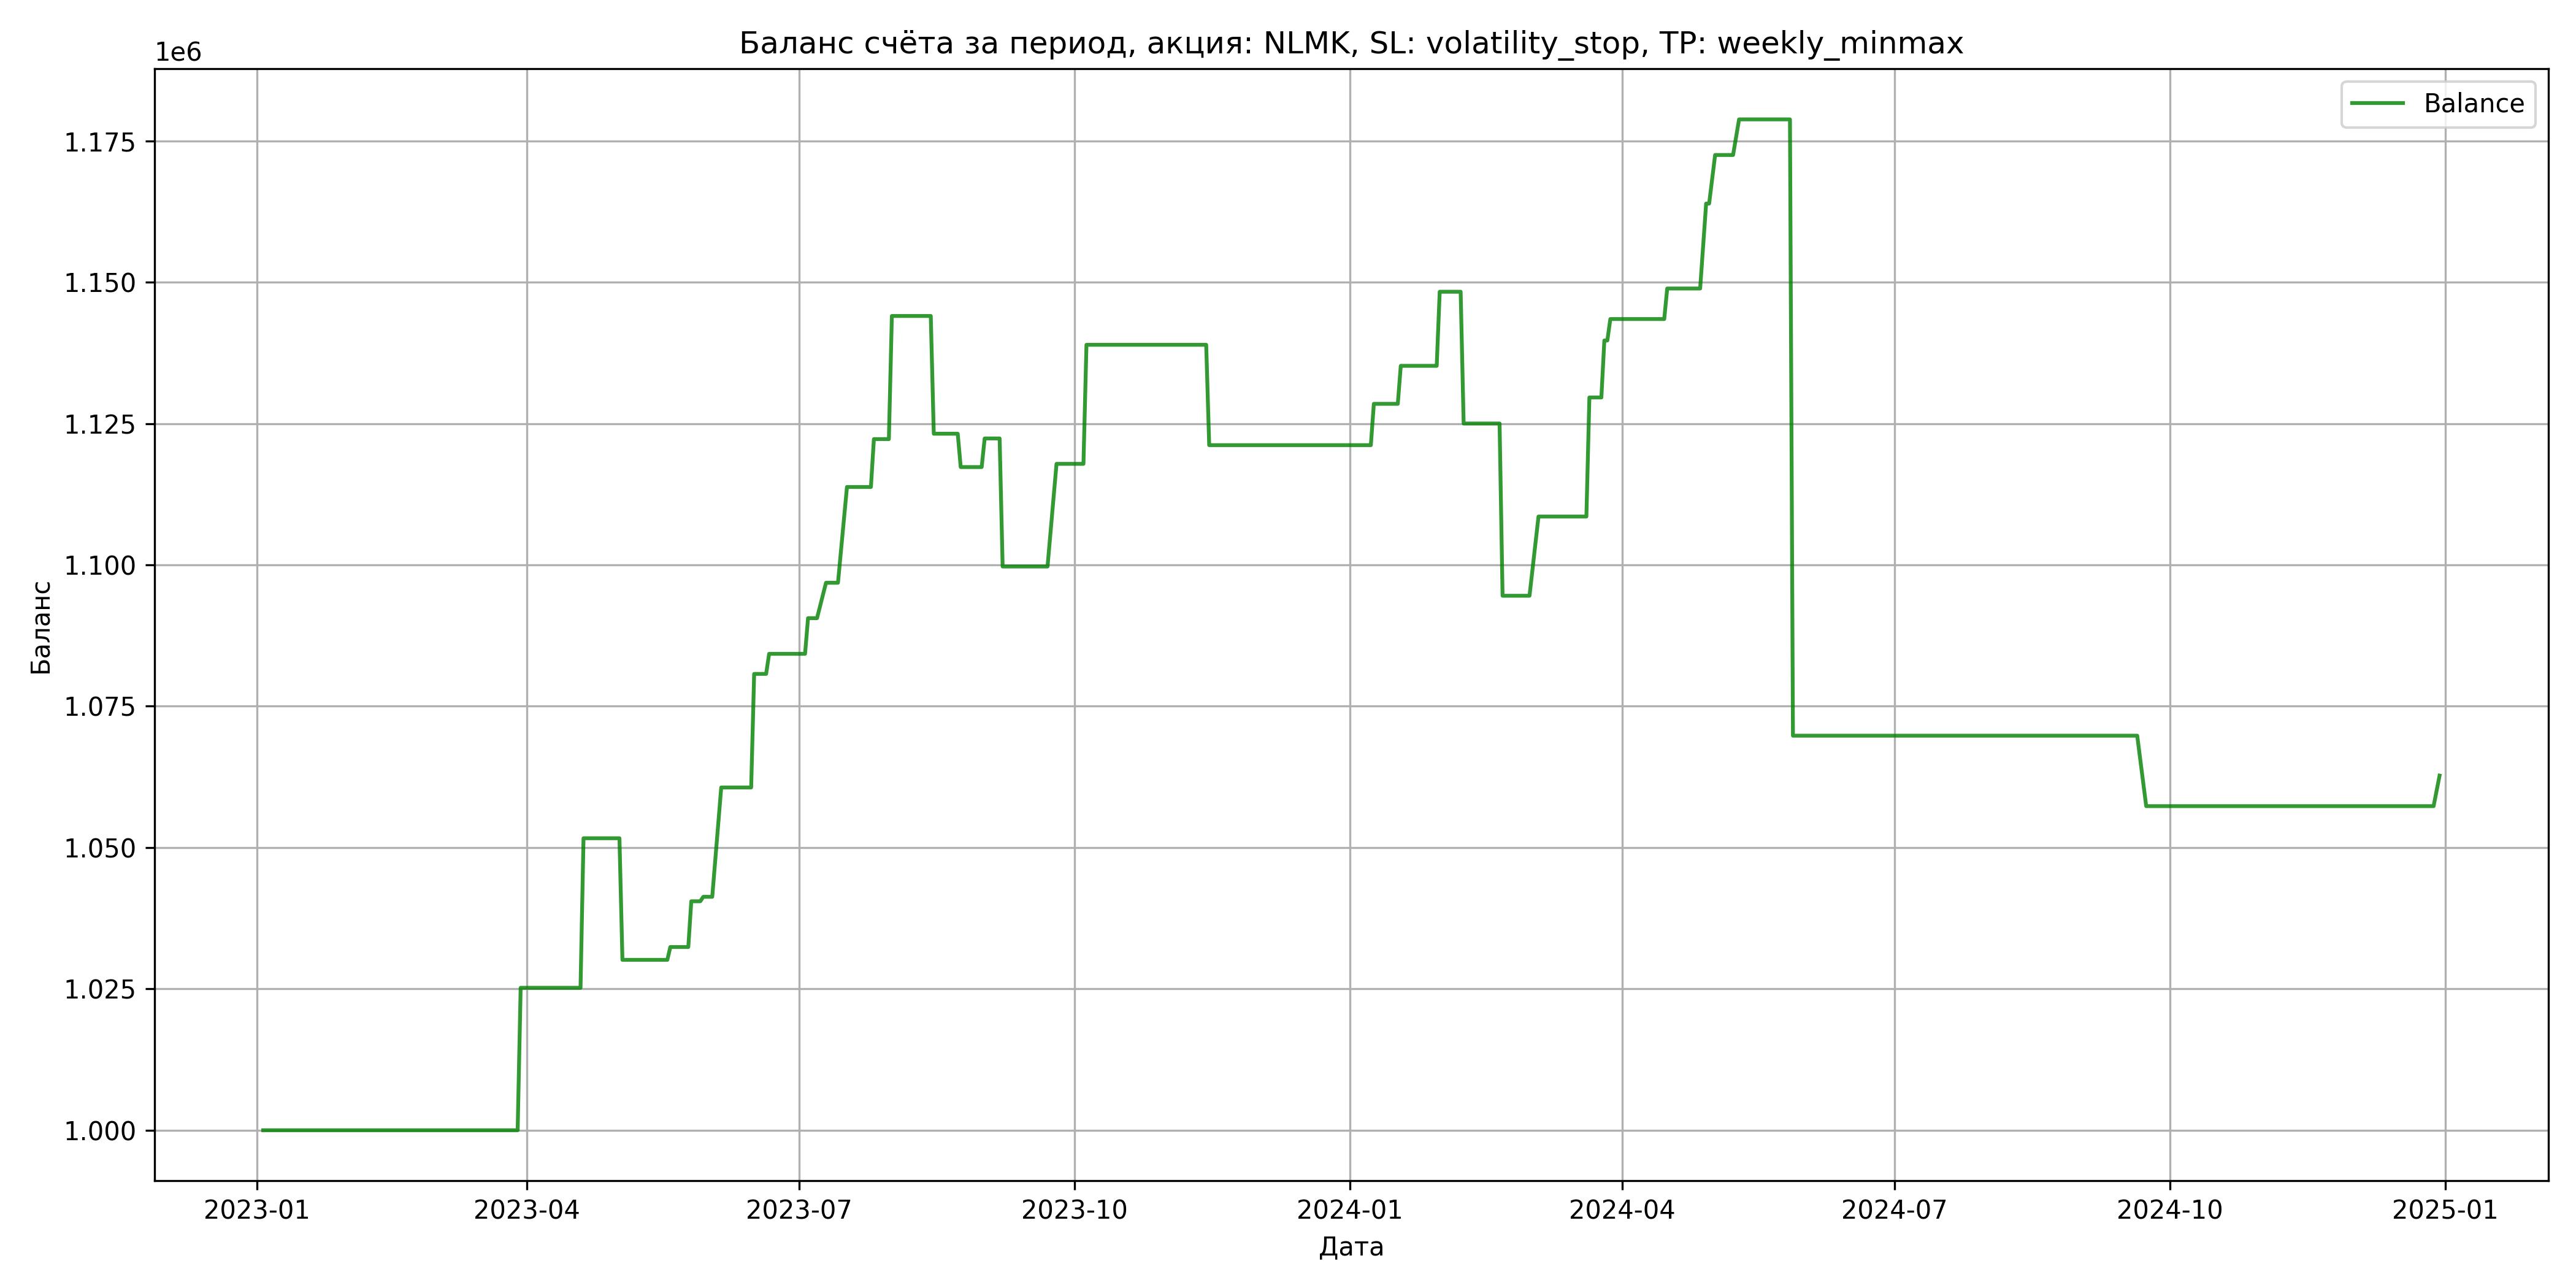 Баланс счёта за период, акция: NLMK, SL: volatility_stop, TP: weekly_minmax
1e6
Balance
1.175
1.150
1.125
1.100
1.075
1.050
1.025
1.000
Баланс
2023-01 2023-04 2023-07 2023-10 2024-01 2024-04 2024-07 2024-10 2025-01
Дата